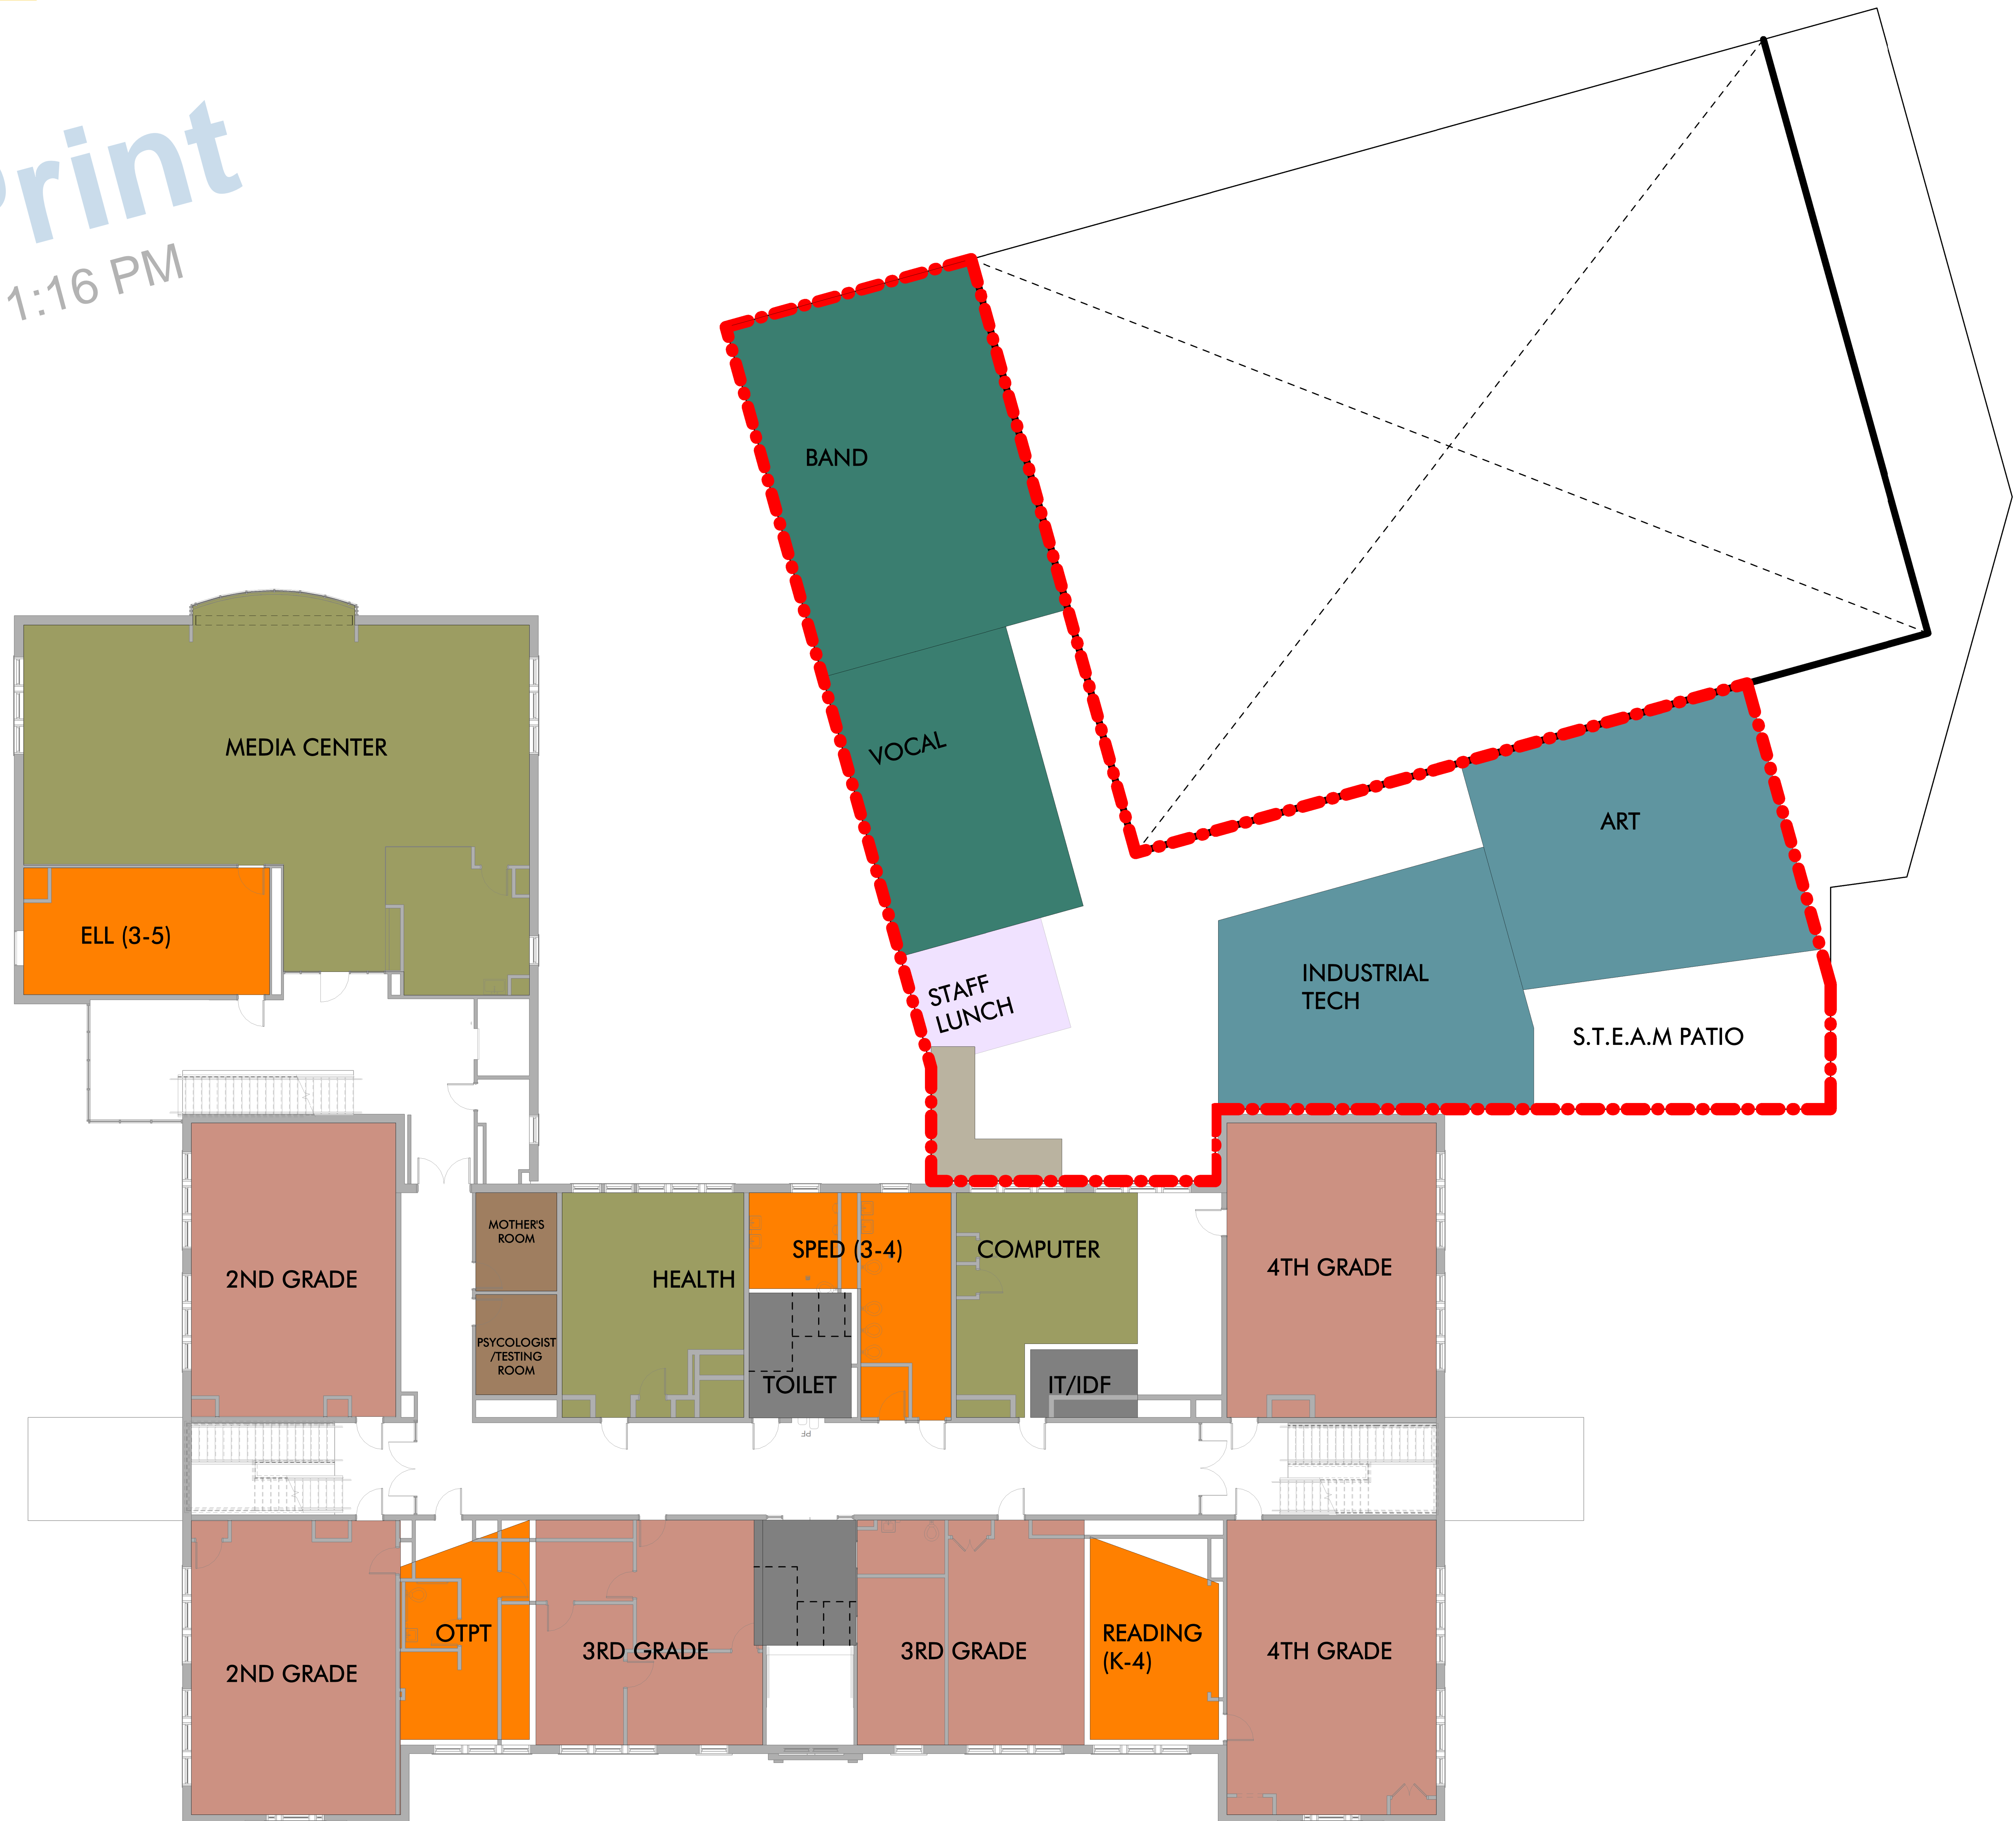 Print
1:16 PM
BAND
MEDIA CENTER
VOCAL
ART
ELL (3-5)
INDUSTRIAL
TECH
STAFF
LUNCH
S.T.E.A.M PATIO
MOTHER'S
ROOM
SPED (3-4)
COMPUTER
2ND GRADE
HEALTH
4TH GRADE
PSYCOLOGIST
/TESTING
ROOM
TOILET
IT/IDF
OTPT
READING
(K-4)
3RD GRADE
3RD GRADE
4TH GRADE
2ND GRADE